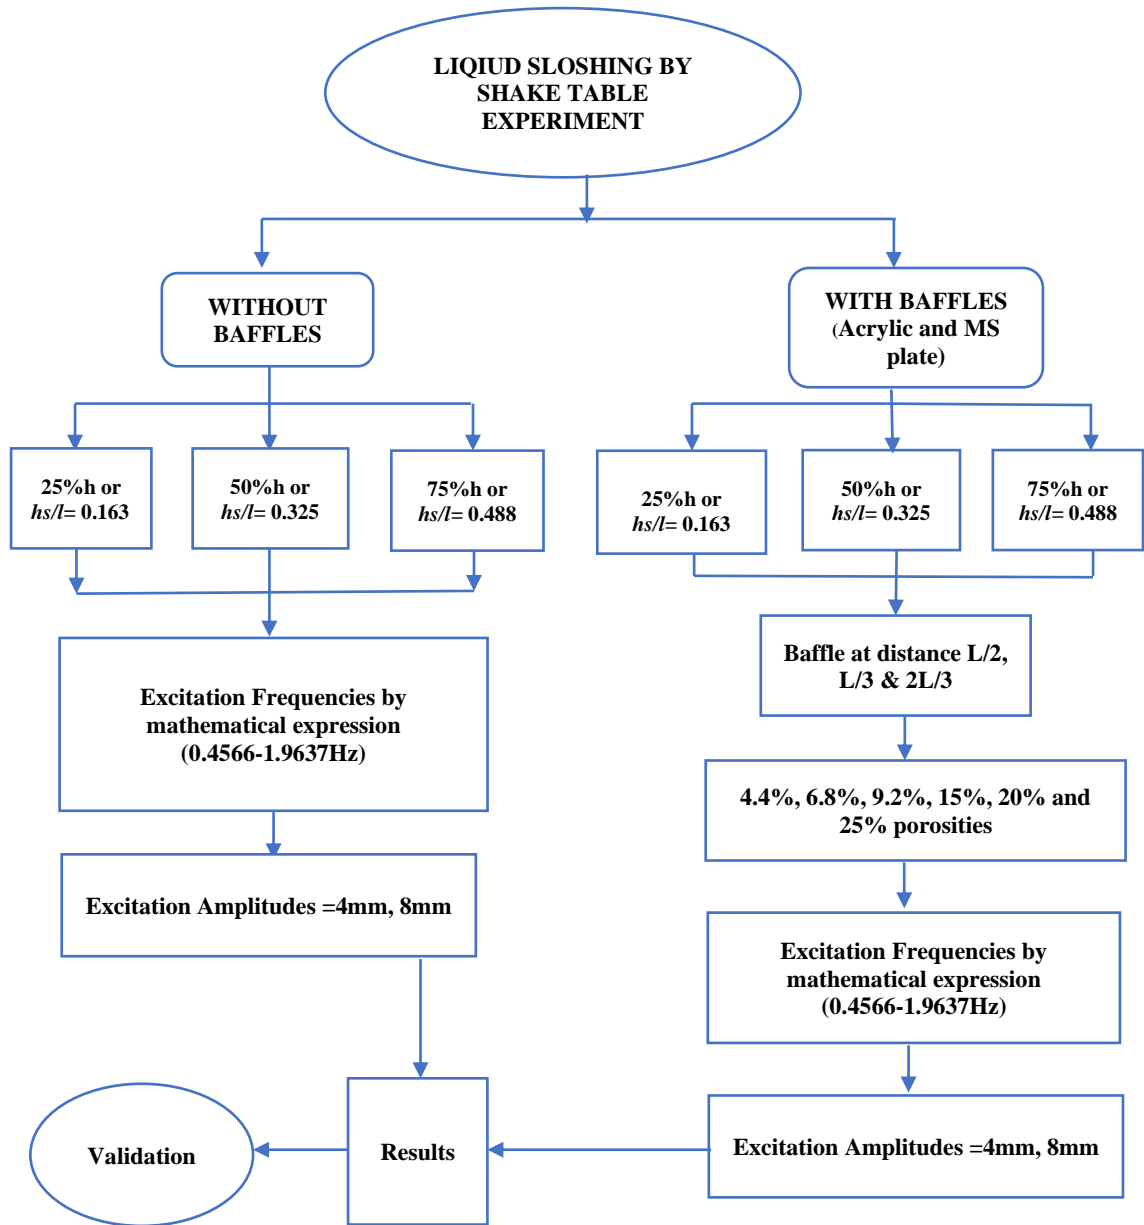 LIQIUD SLOSHING BY
SHAKE TABLE
EXPERIMENT
WITHOUT
BAFFLES
WITH BAFFLES
(Acrylic and MS
plate)
25%h or
hs/l= 0.163
50%h or
hs/l= 0.325
75%h or
hs/l= 0.488
25%h or
hs/l= 0.163
50%h or
hs/l= 0.325
75%h or
hs/l= 0.488
Excitation Frequencies by
mathematical expression
(0.4566-1.9637Hz)
Baffle at distance L/2,
L/3 & 2L/3
4.4%, 6.8%, 9.2%, 15%, 20% and
25% porosities
Excitation Amplitudes =4mm, 8mm
Excitation Frequencies by
mathematical expression
(0.4566-1.9637Hz)
Validation
Results
Excitation Amplitudes =4mm, 8mm